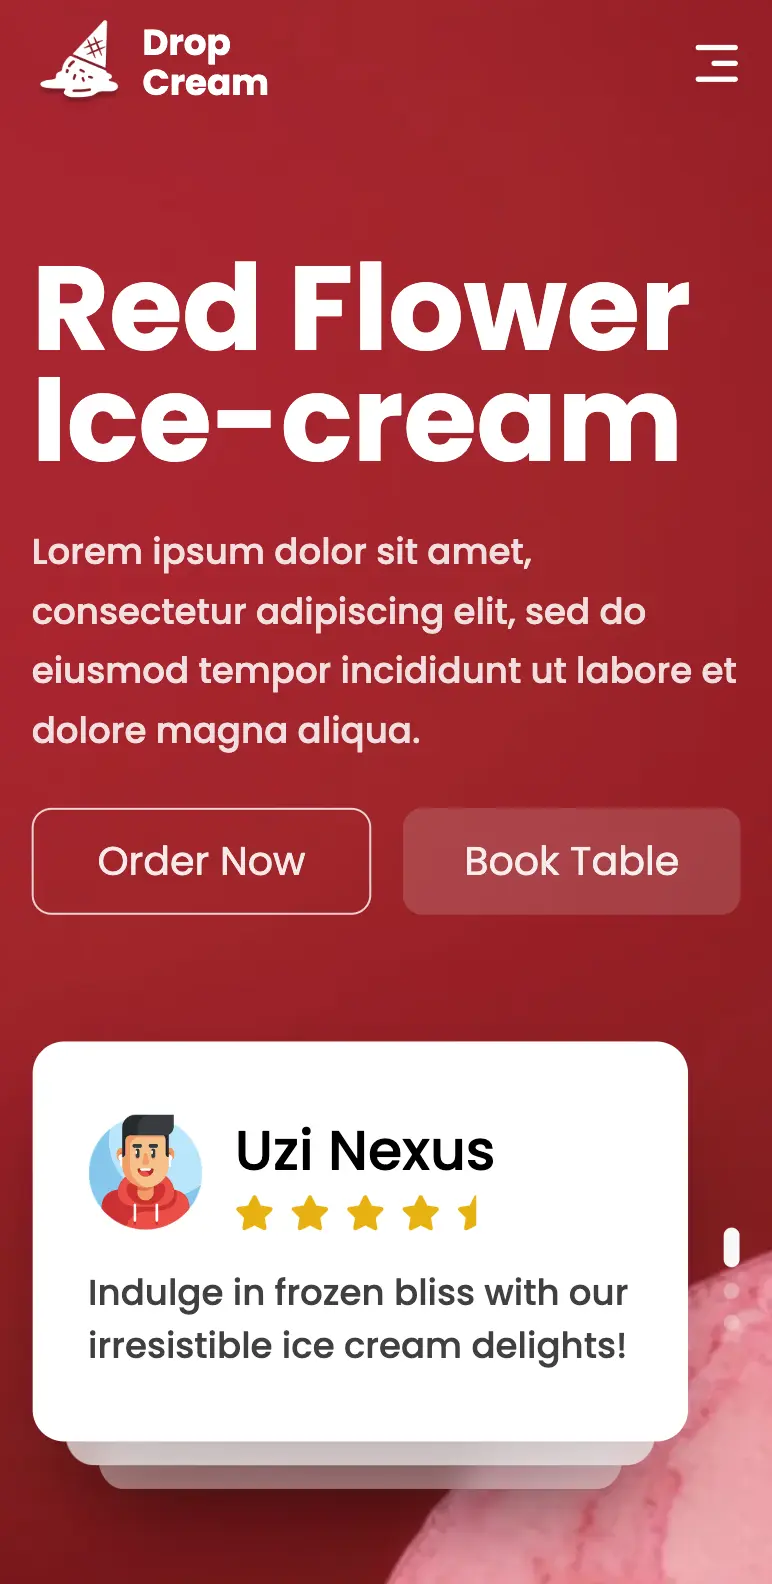 Drop
Cream
Red Flower
Ice-cream
Lorem ipsum dolor sit amet,
consectetur adipiscing elit, sed do
eiusmod tempor incididunt ut labore et
dolore magna aliqua.
Order Now
Book Table
Uzi Nexus
Indulge in frozen bliss with our
irresistible ice cream delights!